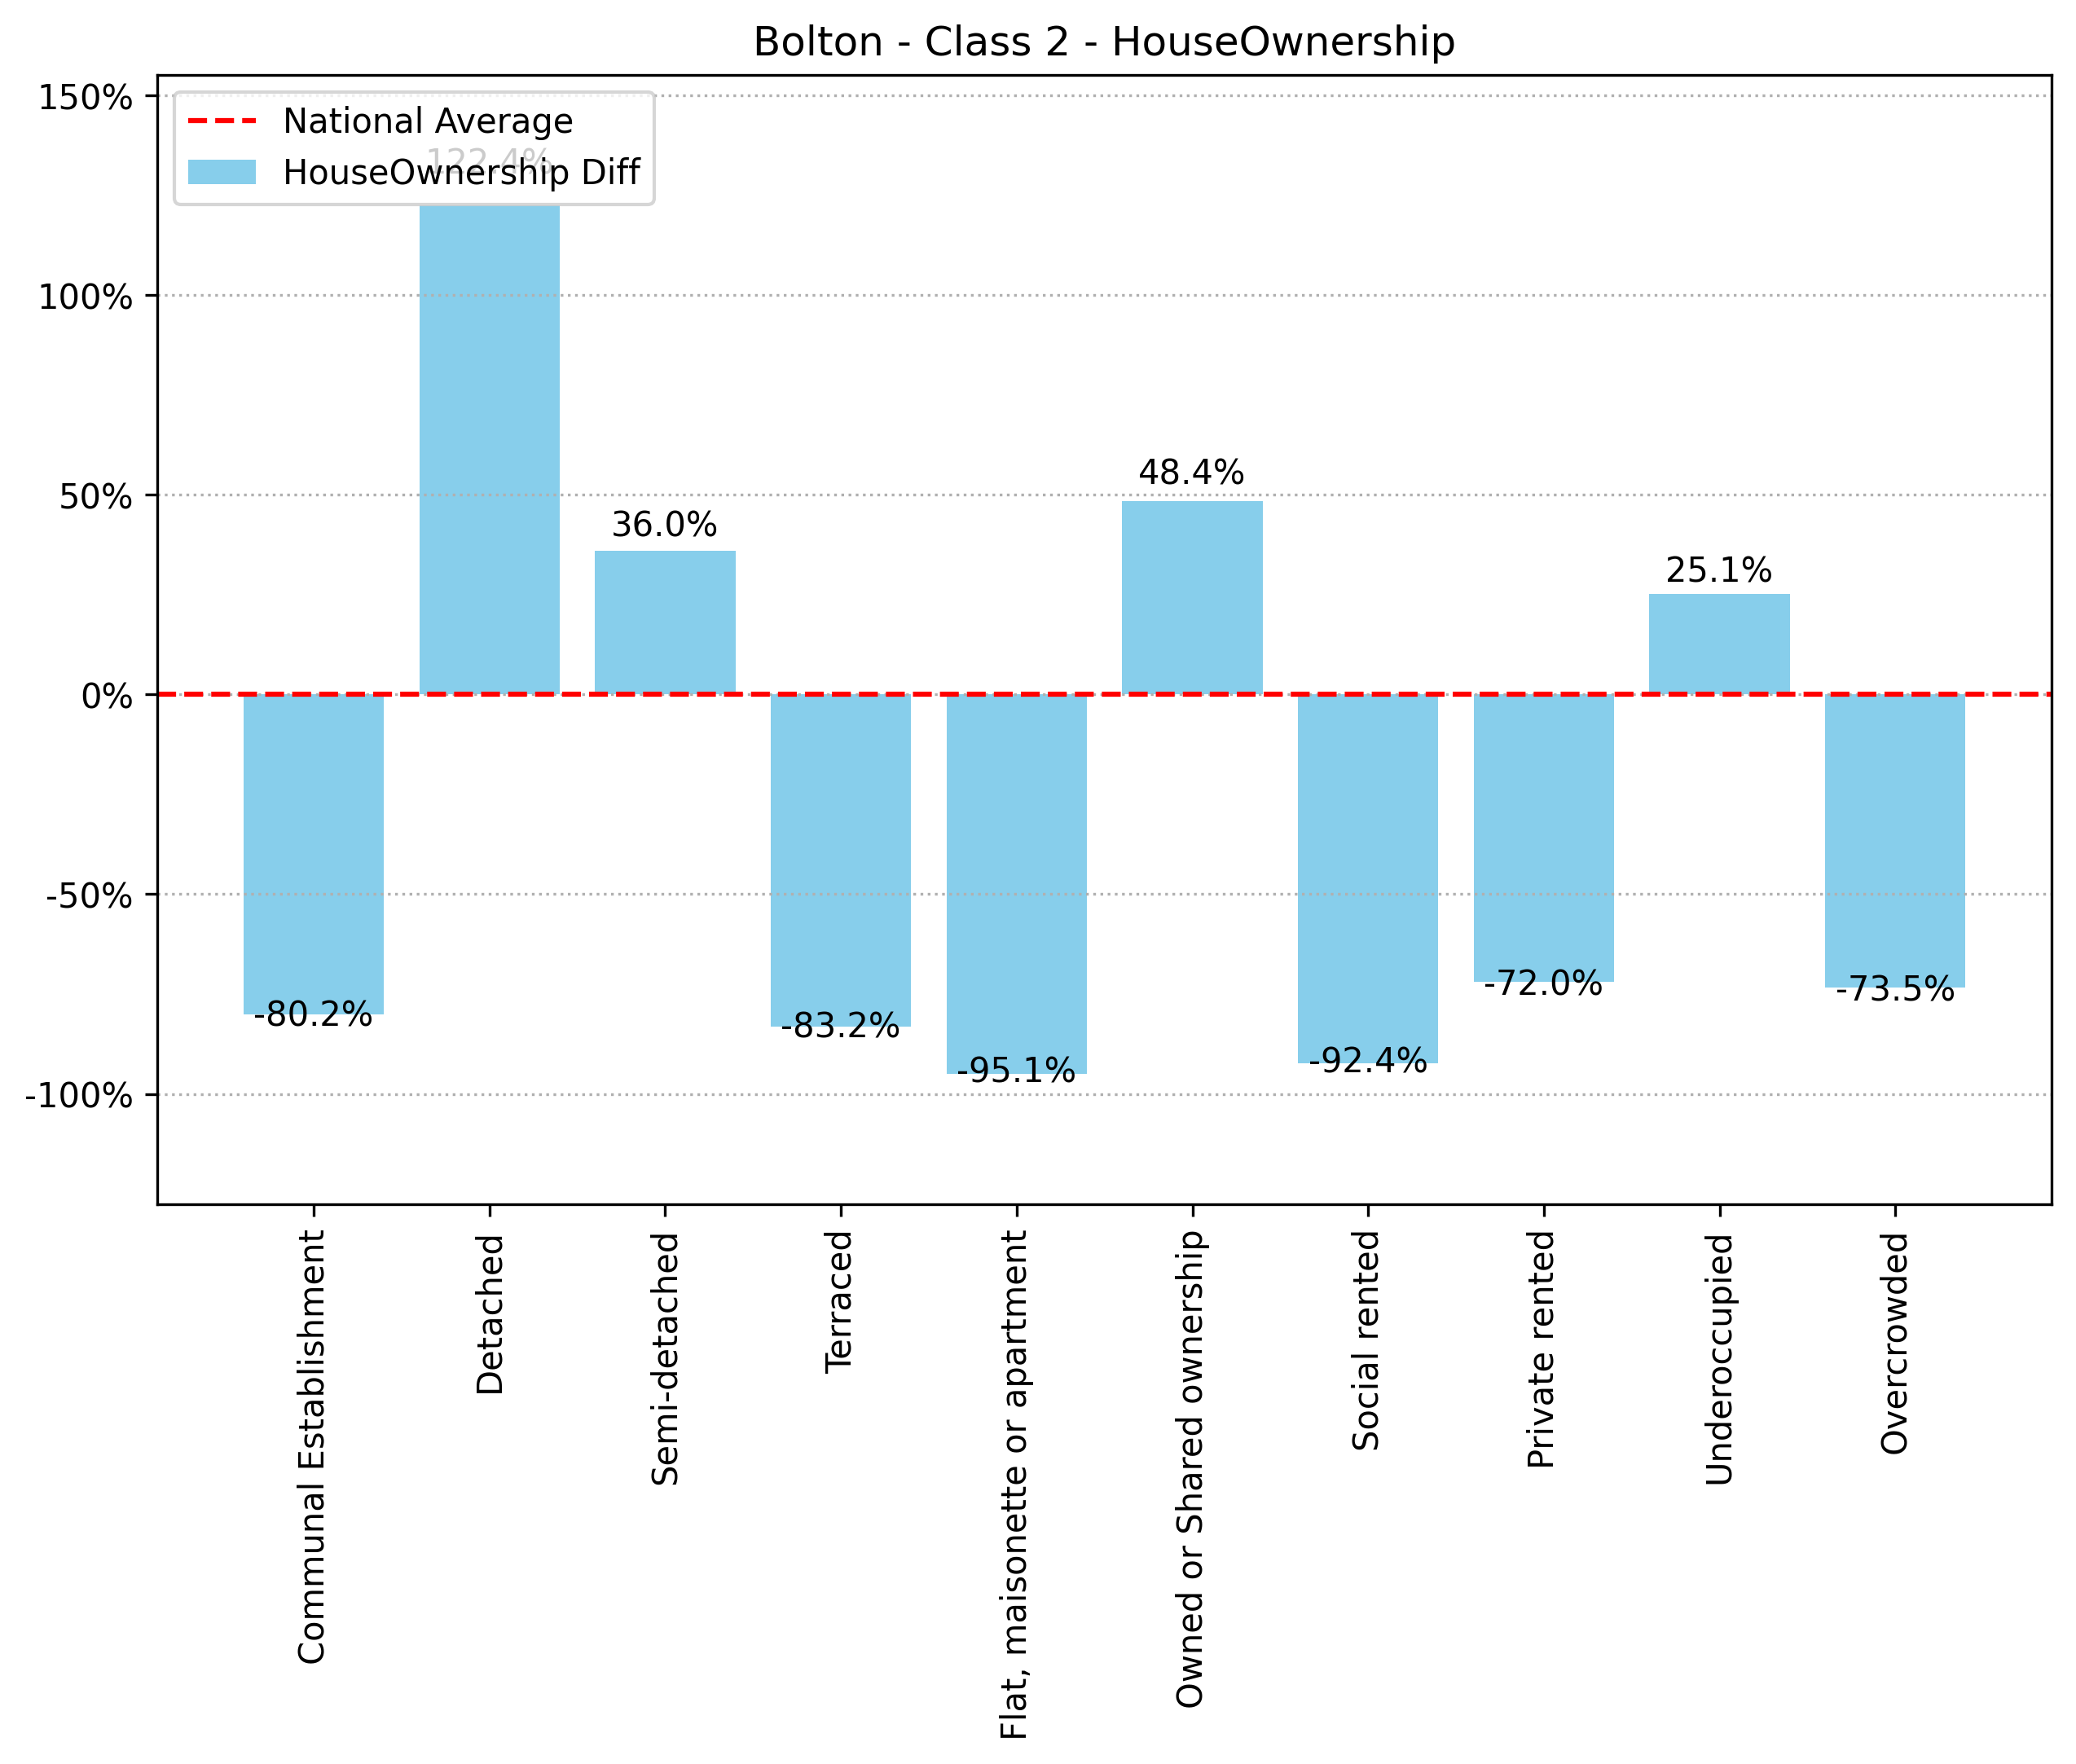 Bolton - Class 2 - HouseOwnership
150%
100%
50%
0%
-50%
-100%
National Average
HouseOwnership Diff
-80.2%
122.4%
36.0%
-83.2%
-95.1%
48.4%
-92.4%
-72.0%
25.1%
-73.5%
Communal Establishment
Detached
Semi-detached
Terraced
Flat, maisonette or apartment
Owned or Shared ownership
Social rented
Private rented
Underoccupied
Overcrowded